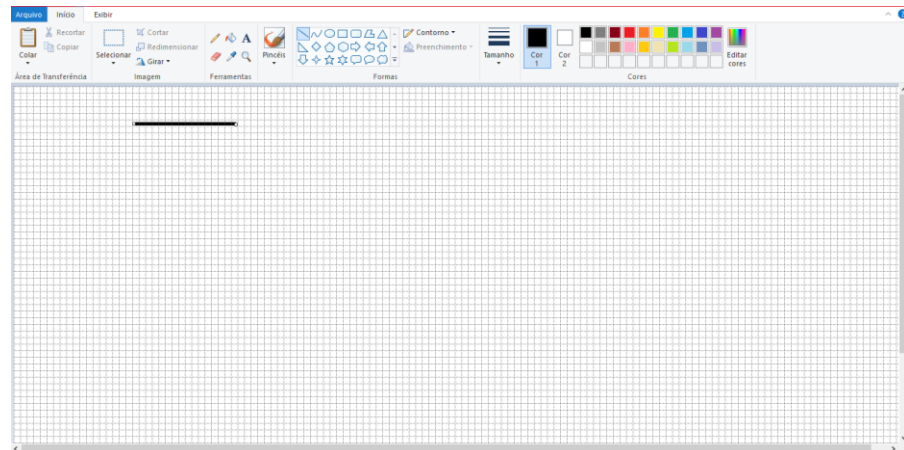 Arquivo Início Exibir
Colar
Recortar
Copiar
Área de Transferência
Selecionar
Cortar
Redimensionar
Girar
Imagem
A
Ferramentas
Pincéis
Contorno
Preenchimento
Formas
Tamanho
Cor
1
Cor
2
Editar
cores
Cores